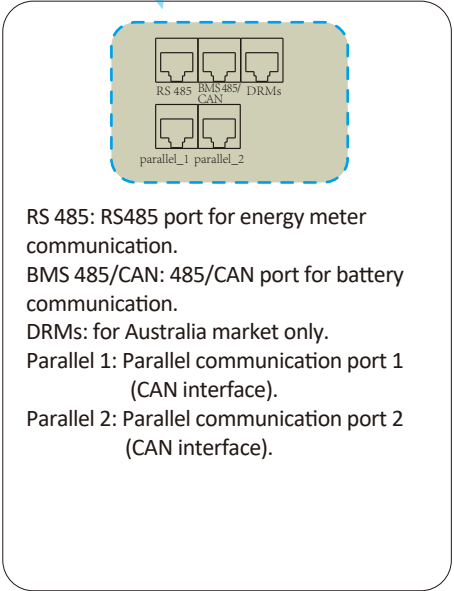 RS 485 BMS 485/ DRMs
CAN
parallel_1 parallel_2
RS 485: RS485 port for energy meter
communication.
BMS 485/CAN: 485/CAN port for battery
communication.
DRMs: for Australia market only.
Parallel 1: Parallel communication port 1
(CAN interface).
Parallel 2: Parallel communication port 2
(CAN interface).